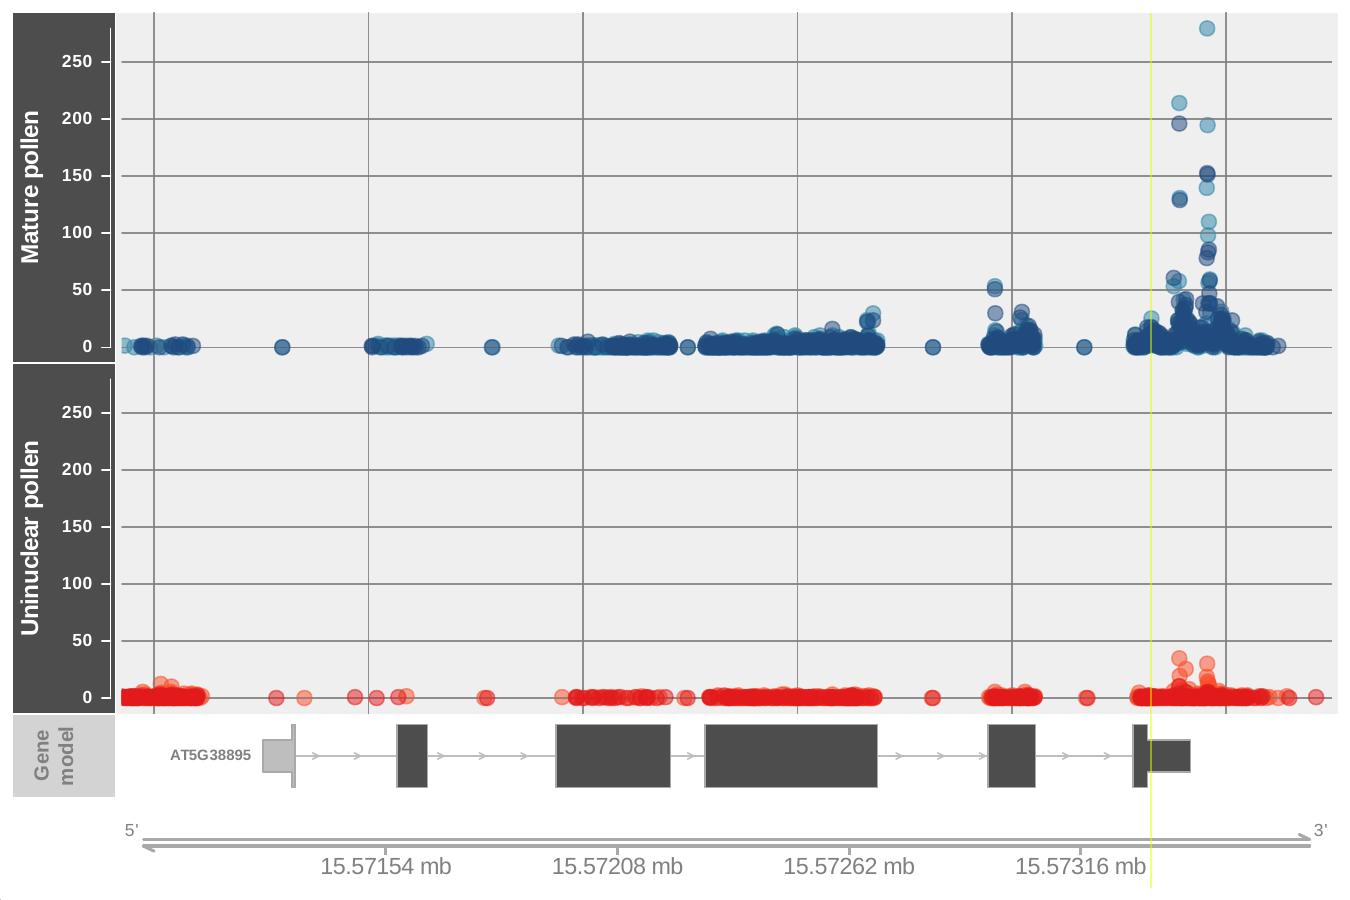 Mature pollen
250
200
150
100
50
0
Uninuclear pollen
250
200
150
100
50
0
Gene
model
AT5G38895
5'
3'
15.57154 mb
15.57208 mb
15.57262 mb
15.57316 mb